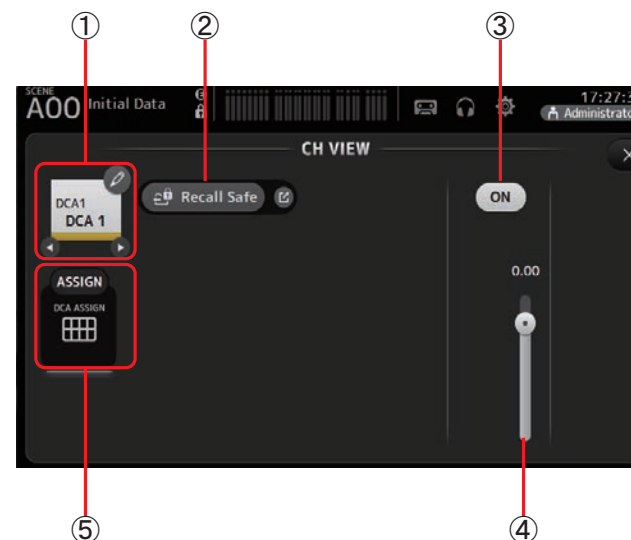 ① ② ③
SCENE
A00 Initial Data
17:27:3
Administrato
CH VIEW
DCA1
DCA 1
Recall Safe
ON
0.00
ASSIGN
DCA ASSIGN
⑤ ④